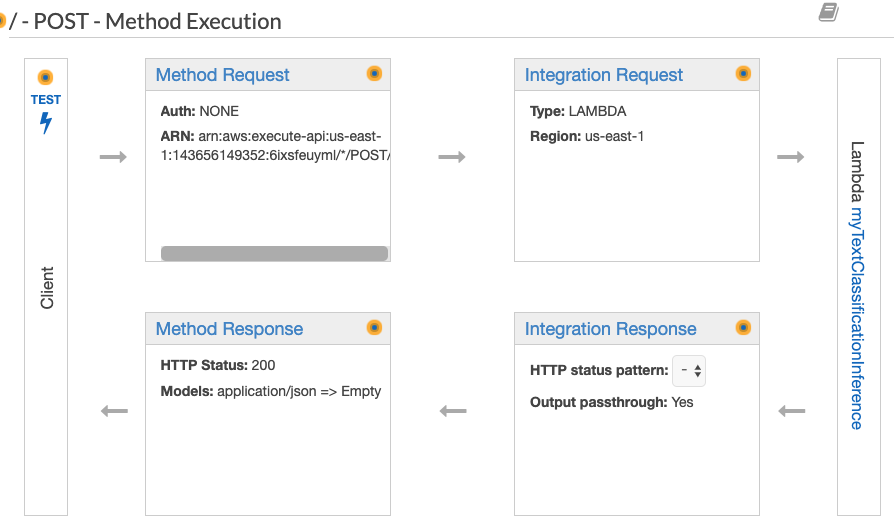 / - POST - Method Execution
TEST
Client
Method Request
Auth: NONE
ARN: arn:aws:execute-api:us-east-
1:143656149352:6ixsfeuyml/*/POST/
Integration Request
Type: LAMBDA
Region: us-east-1
Lambda myTextClassificationInference
Method Response
HTTP Status: 200
Models: application/json => Empty
Integration Response
HTTP status pattern: -
Output passthrough: Yes